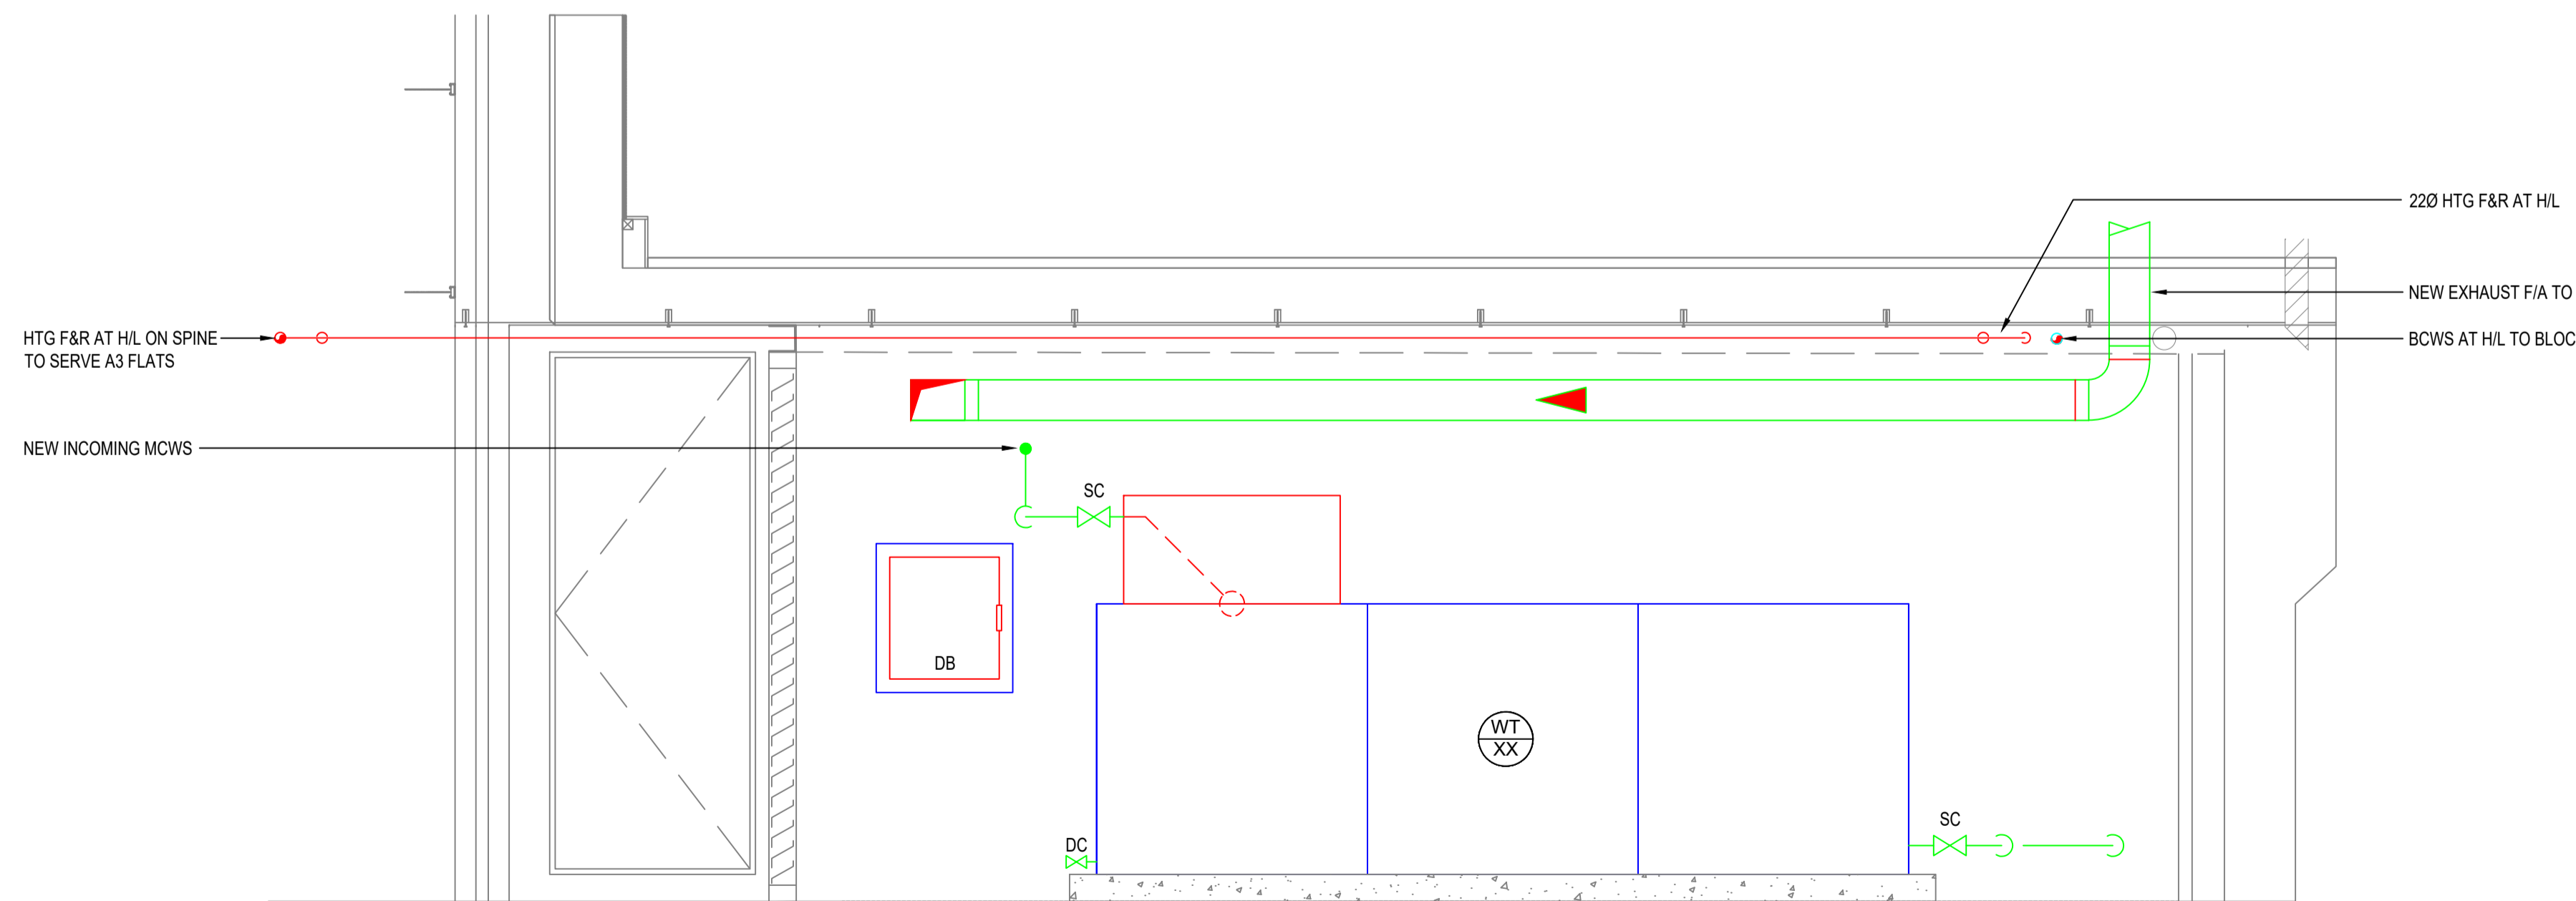 22Ø HTG F&R AT H/L
NEW EXHAUST F/A TO
HTG F&R AT H/L ON SPINE
TO SERVE A3 FLATS
BCWS AT H/L TO BLOC
NEW INCOMING MCWS
SC
DB
WT
XX
SC
DC